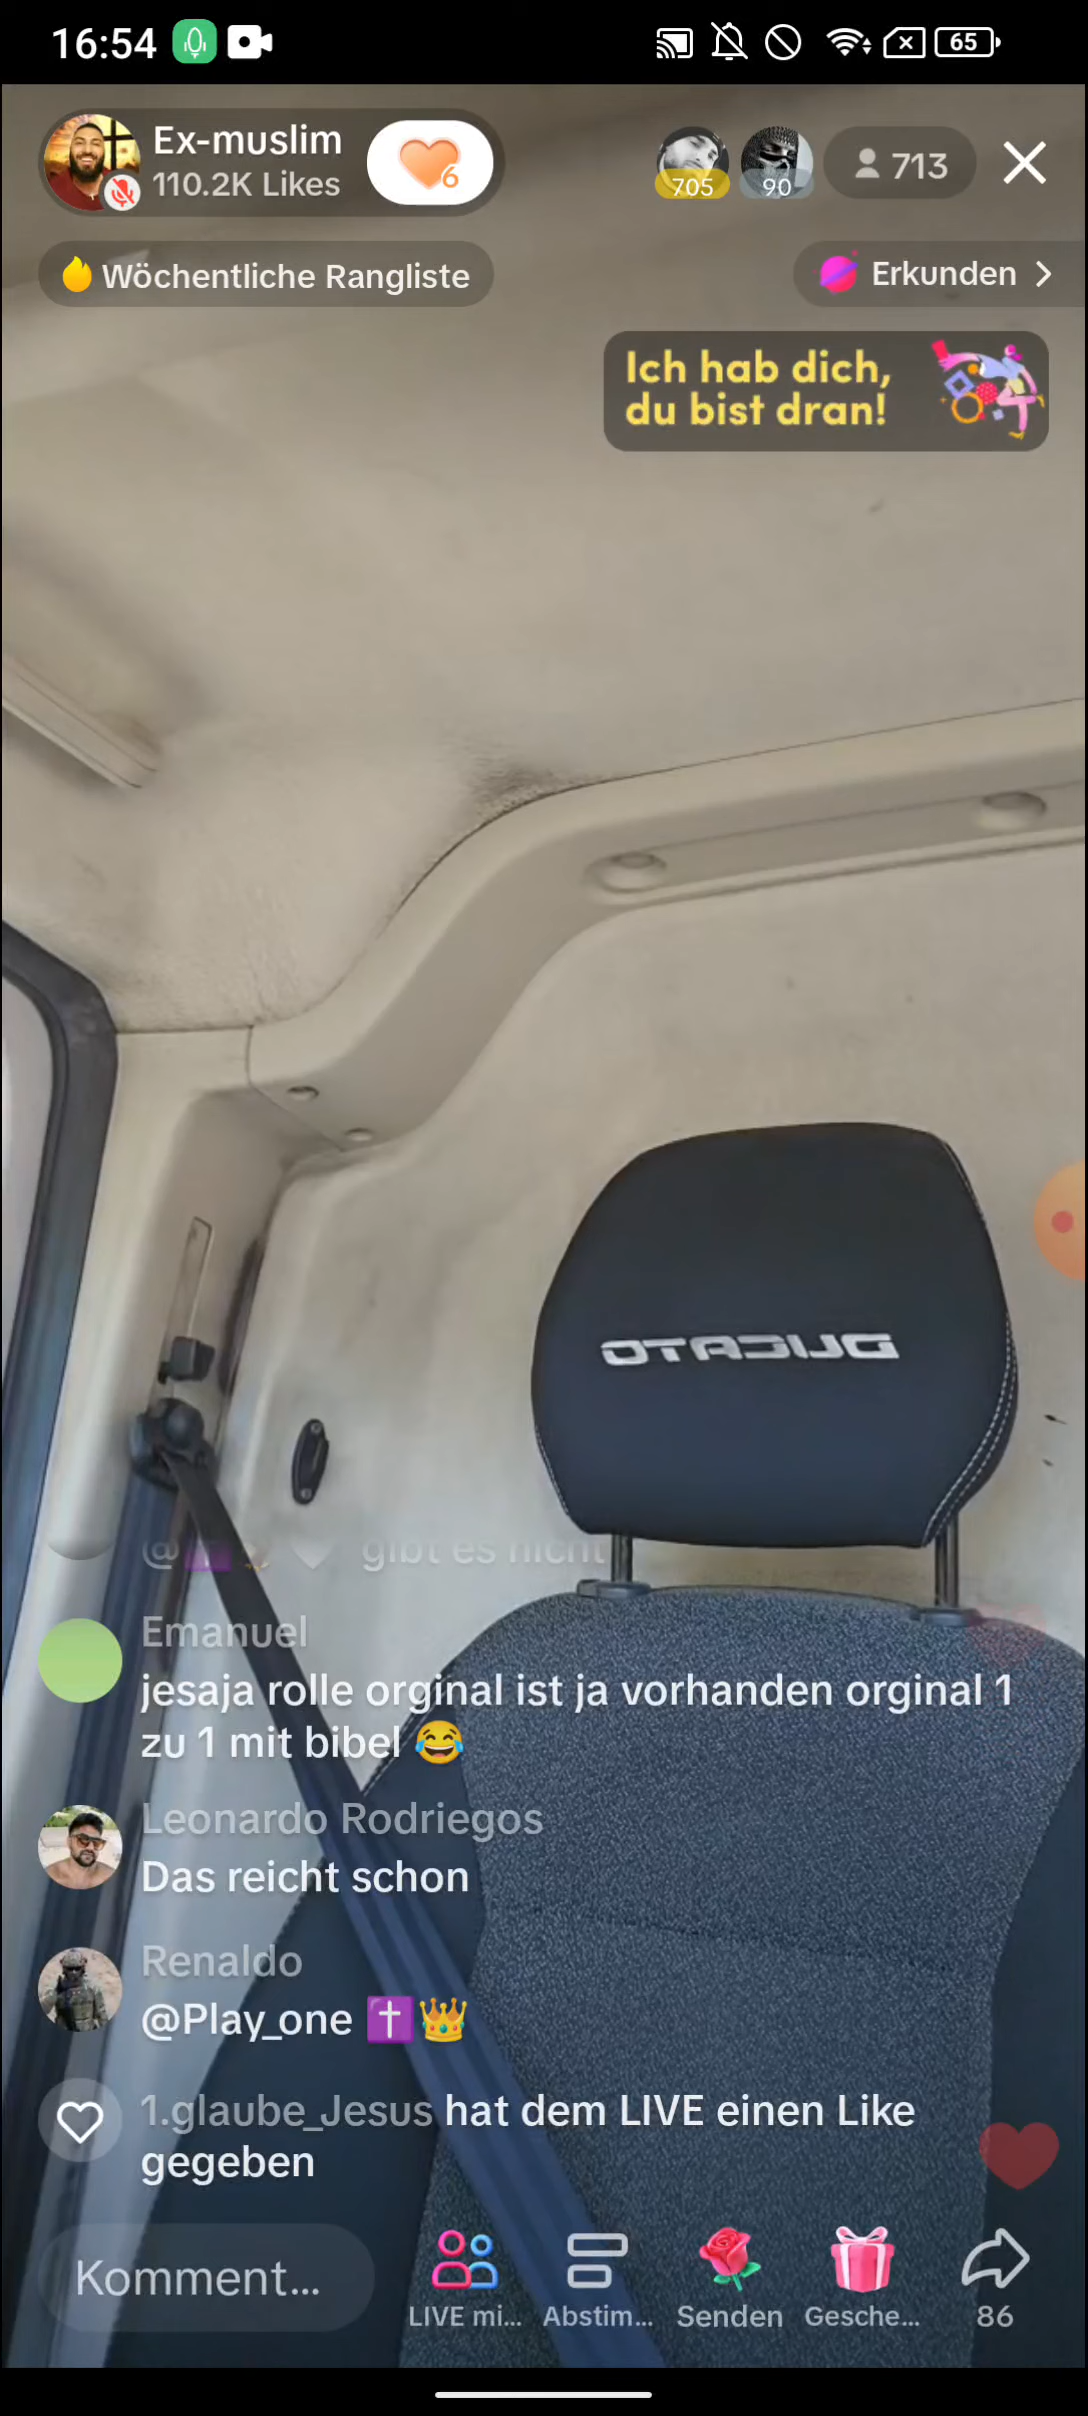 16:54
65
Ex-muslim
110.2K Likes
6
705
90
713
Wöchentliche Rangliste
Erkunden
Ich hab dich,
du bist dran!
DUCATO
@ gibt es nicht
Emanuel
jesaja rolle orginal ist ja vorhanden orginal 1
zu 1 mit bibel 😂
Leonardo Rodriegos
Das reicht schon
Renaldo
@Play_one ✝️👑
1.glaube_Jesus hat dem LIVE einen Like
gegeben
Komment...
LIVE mi...
Abstim...
Senden
Gesche...
86